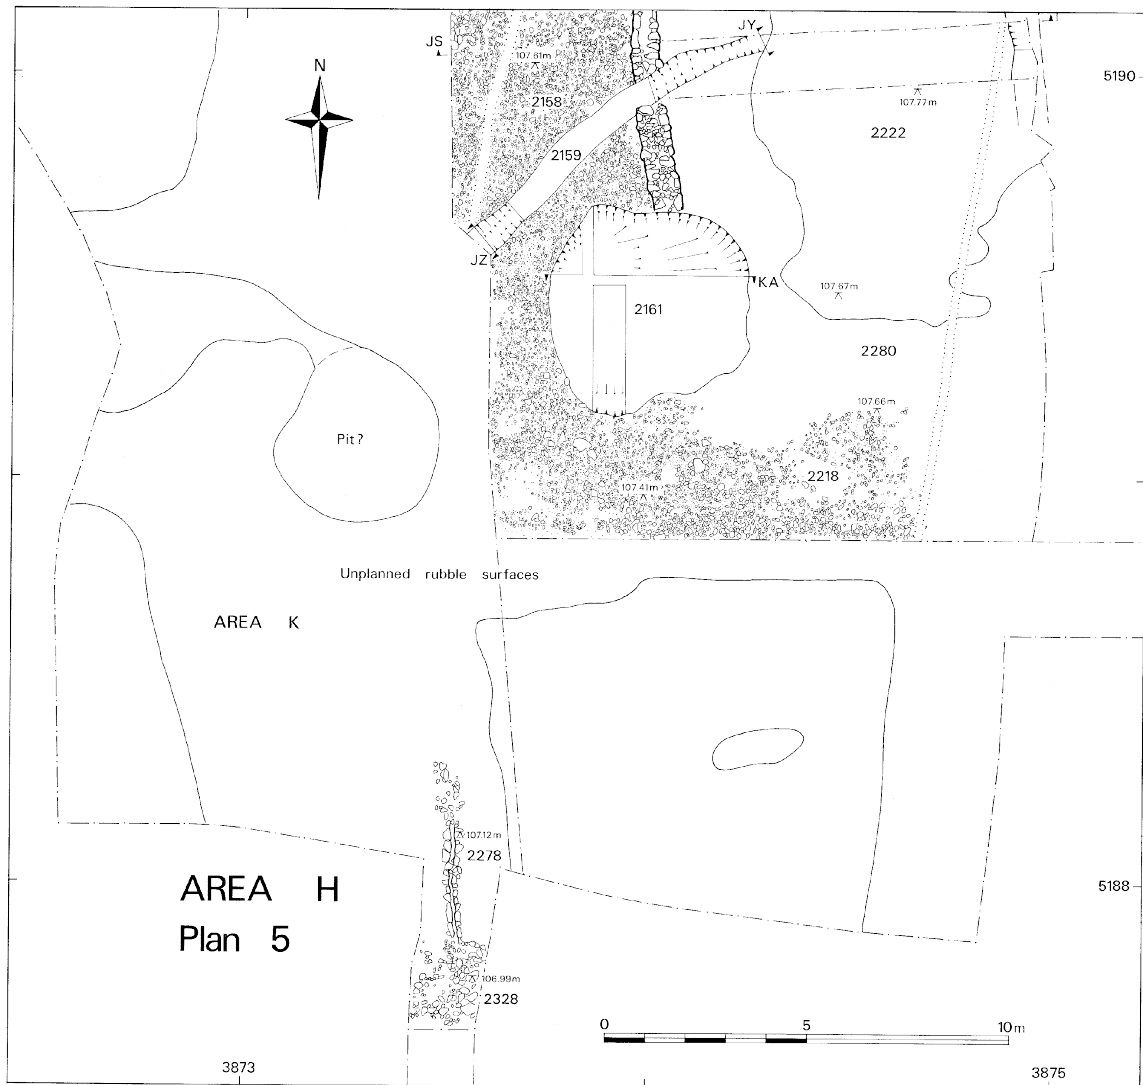 JS
JY
107.61m
N
5190
2158
107.77m
2222
2159
JZ
KA
107.67m
2161
2280
107.66m
Pit?
2218
107.41m
Unplanned rubble surfaces
AREA K
107.12m
2278
AREA H
5188
Plan 5
106.99m
2328
0 5 10m
3873
3875